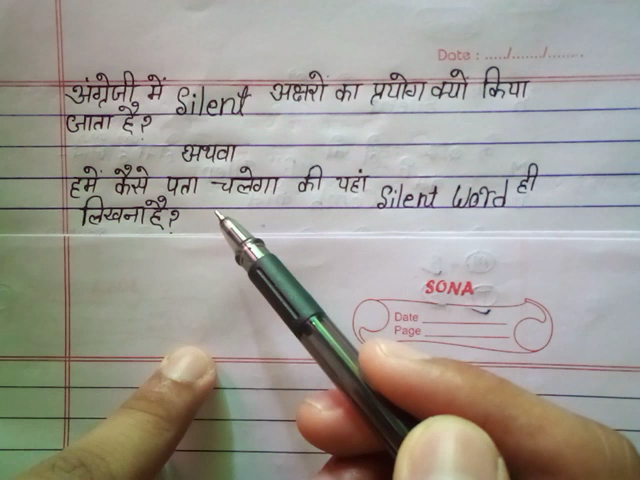 Date : ..../......./........
अंग्रेजी में Silent अक्षरों का प्रयोग क्यों किया
जाता है?
अथवा
हमें कैसे पता चलेगा की यहां Silent Word ही
लिखना है?
SONA
Date
Page